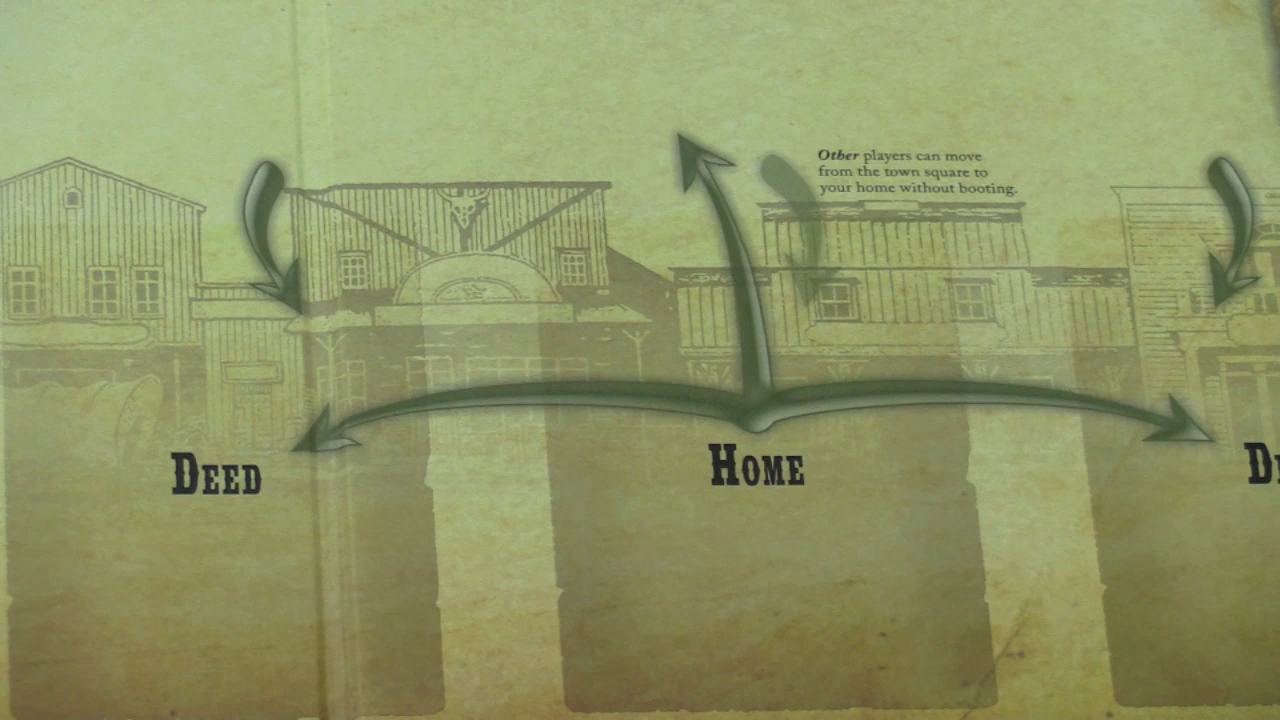 Other players can move
from the town square to
your home without booting.
DEED
HOME